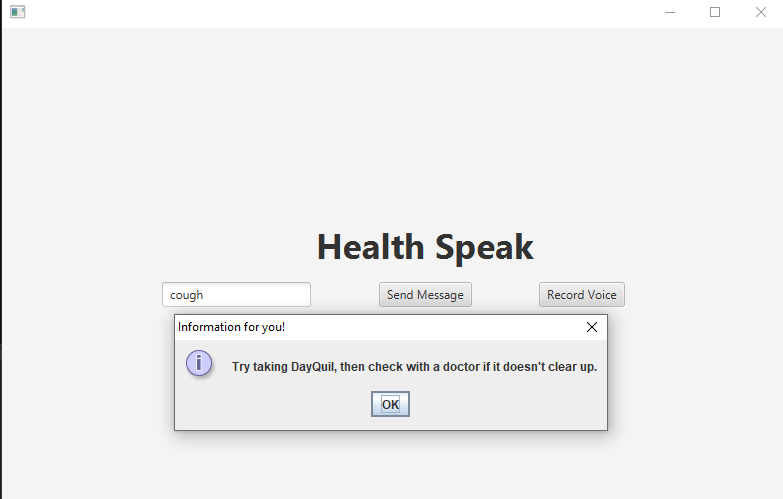 Health Speak
cough
Send Message
Record Voice
Information for you!
Try taking DayQuil, then check with a doctor if it doesn't clear up.
OK